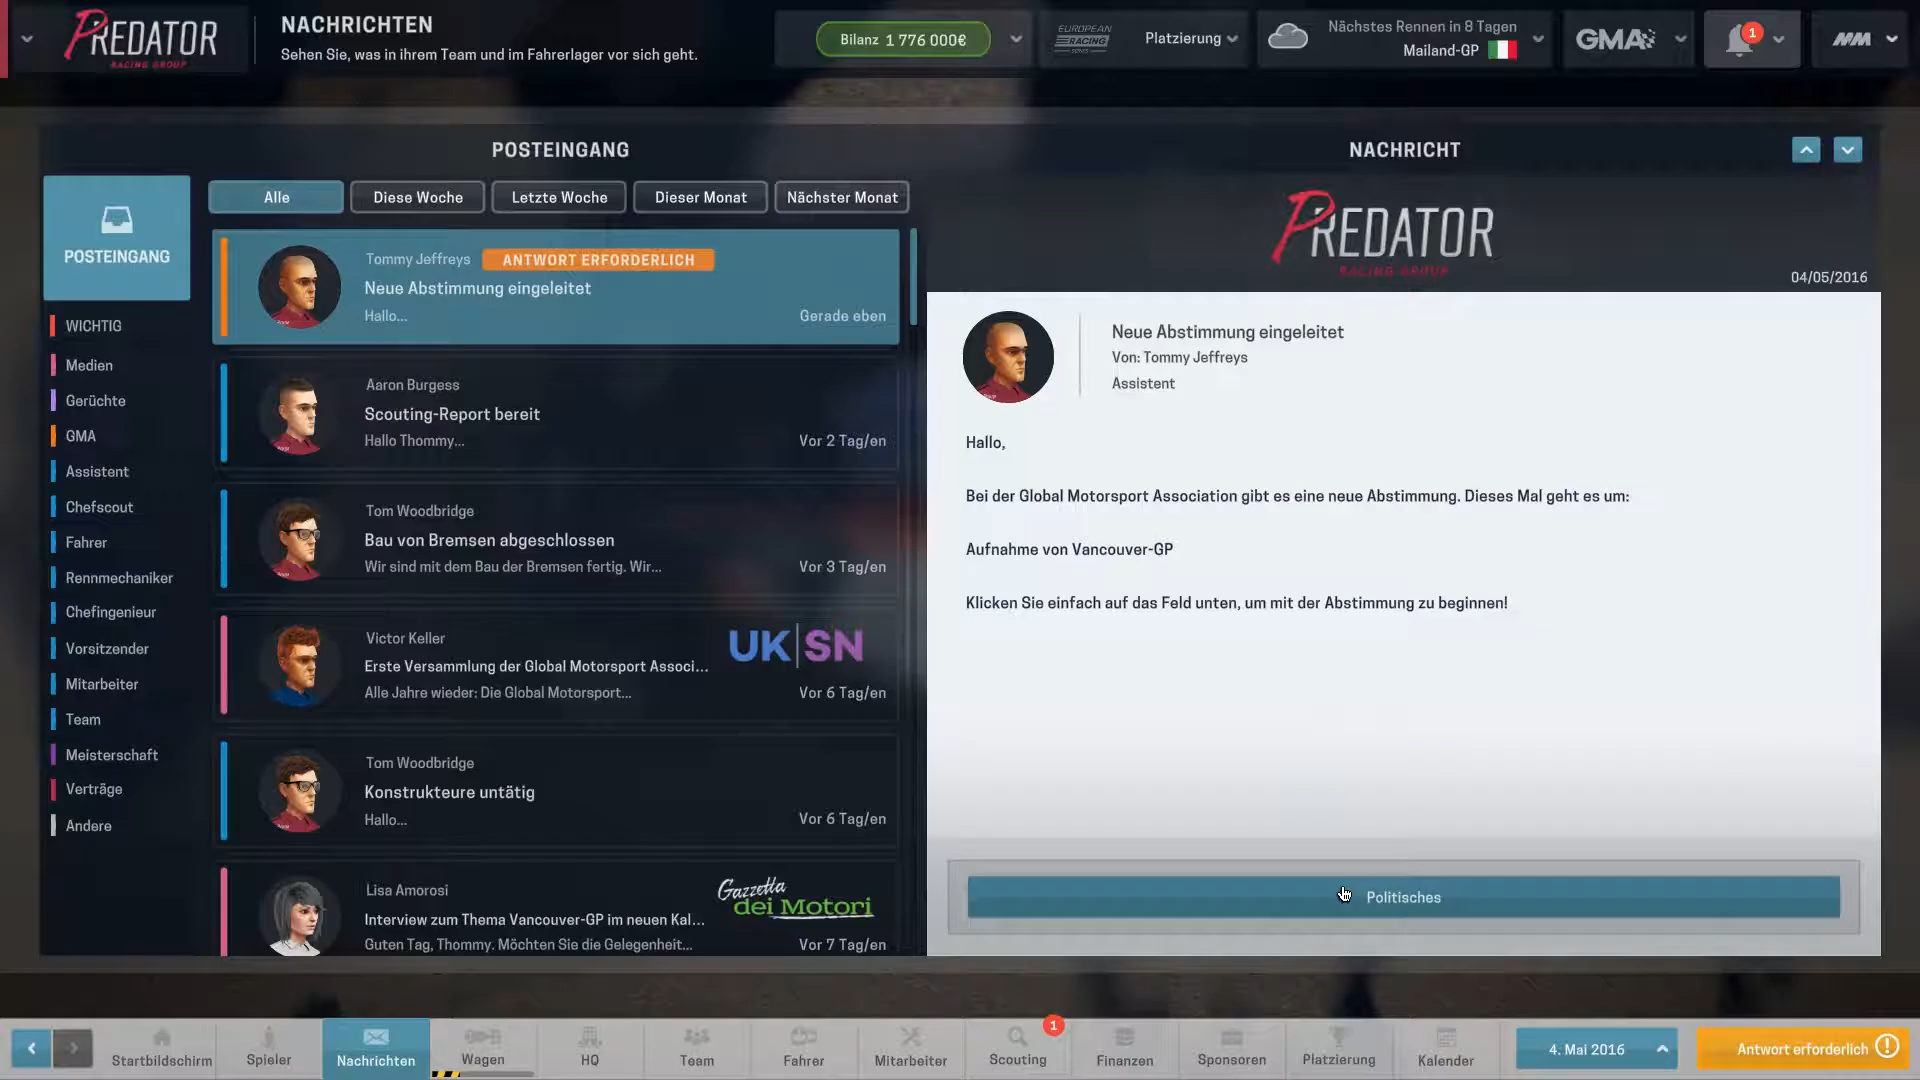 PREDATOR
RACING GROUP
NACHRICHTEN
Sehen Sie, was in ihrem Team und im Fahrerlager vor sich geht.
Bilanz 1 776 000€
EUROPEAN
RACING
SERIES
Platzierung
Nächstes Rennen in 8 Tagen
Mailand-GP
GMA
1
MM
POSTEINGANG
NACHRICHT
POSTEINGANG
Alle
Diese Woche
Letzte Woche
Dieser Monat
Nächster Monat
WICHTIG
Medien
Gerüchte
GMA
Assistent
Chefscout
Fahrer
Rennmechaniker
Chefingenieur
Vorsitzender
Mitarbeiter
Team
Meisterschaft
Verträge
Andere
Tommy Jeffreys
ANTWORT ERFORDERLICH
Neue Abstimmung eingeleitet
Hallo...
Gerade eben
Aaron Burgess
Scouting-Report bereit
Hallo Thommy...
Vor 2 Tag/en
Tom Woodbridge
Bau von Bremsen abgeschlossen
Wir sind mit dem Bau der Bremsen fertig. Wir...
Vor 3 Tag/en
Victor Keller
UK|SN
Erste Versammlung der Global Motorsport Associ...
Alle Jahre wieder: Die Global Motorsport...
Vor 6 Tag/en
Tom Woodbridge
Konstrukteure untätig
Hallo...
Vor 6 Tag/en
Lisa Amorosi
Gazzetta
dei Motori
Interview zum Thema Vancouver-GP im neuen Kal...
Guten Tag, Thommy. Möchten Sie die Gelegenheit...
Vor 7 Tag/en
PREDATOR
RACING GROUP
04/05/2016
Neue Abstimmung eingeleitet
Von: Tommy Jeffreys
Assistent
Hallo,
Bei der Global Motorsport Association gibt es eine neue Abstimmung. Dieses Mal geht es um:
Aufnahme von Vancouver-GP
Klicken Sie einfach auf das Feld unten, um mit der Abstimmung zu beginnen!
Politisches
Startbildschirm
Spieler
Nachrichten
Wagen
HQ
Team
Fahrer
Mitarbeiter
1
Scouting
Finanzen
Sponsoren
Platzierung
Kalender
4. Mai 2016
Antwort erforderlich